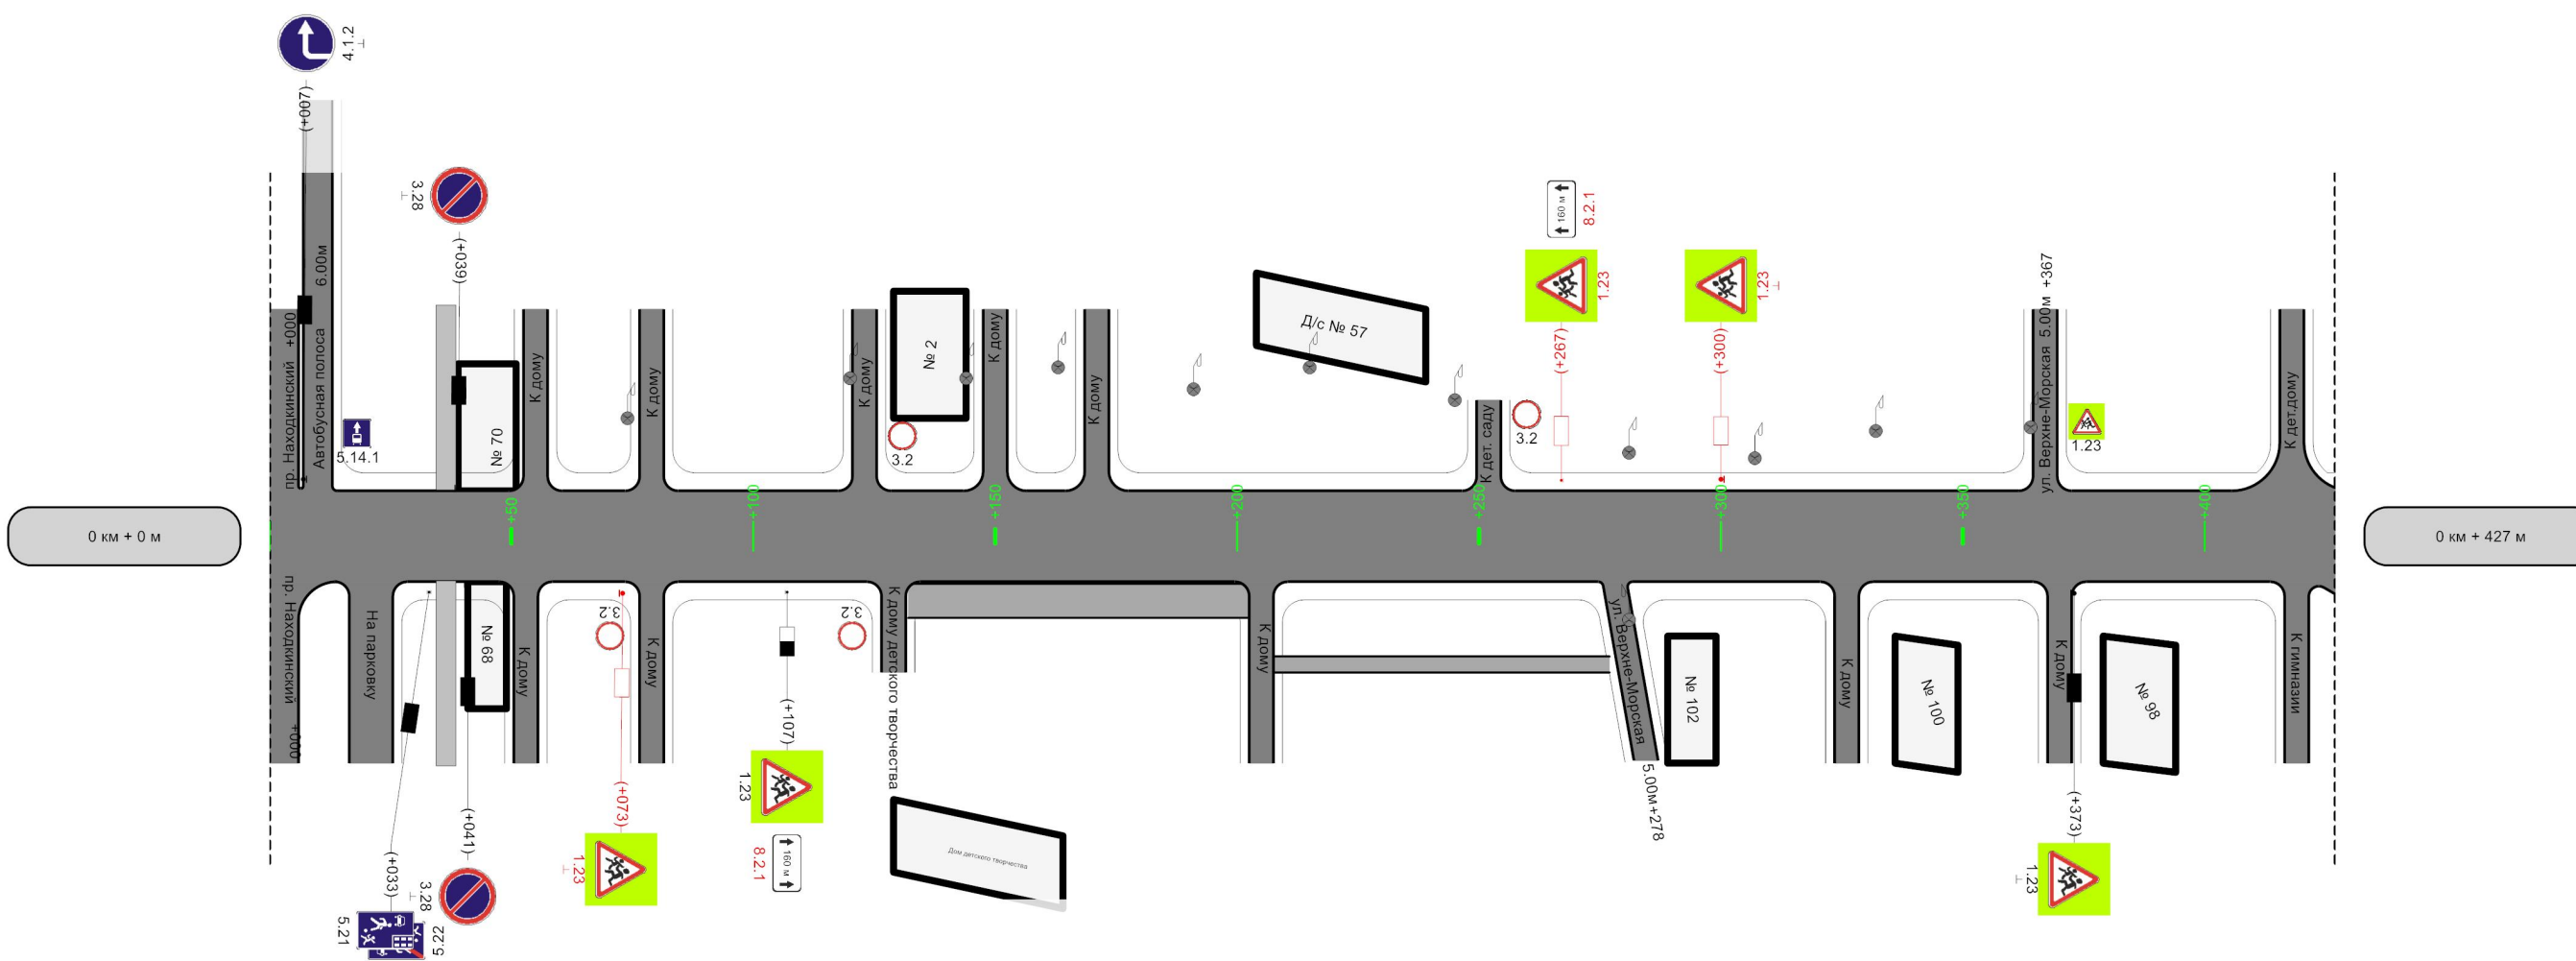 4.1.2
(+007)
3.28
(+039)
160 м
8.2.1
1.23
(+267)
1.23
(+300)
пр. Находкинский +000
Автобусная полоса 6.00м
5.14.1
№ 70
К дому
К дому
К дому
№ 2
3.2
К дому
К дому
Д/с № 57
К дет. саду
3.2
ул. Верхне-Морская 5.00м +367
1.23
К дет.дому
0 км + 0 м
+50
+100
+150
+200
+250
+300
+350
+400
0 км + 427 м
пр. Находкинский +000
На парковку
№ 68
К дому
3.2
К дому
3.2
К дому детского творчества
К дому
ул. Верхне-Морская
5.00м+278
№ 102
К дому
№ 100
К дому
№ 98
К гимназии
(+033)
5.21
5.22
(+041)
3.28
(+073)
1.23
(+107)
1.23
160 м
8.2.1
Дом детского творчества
(+373)
1.23